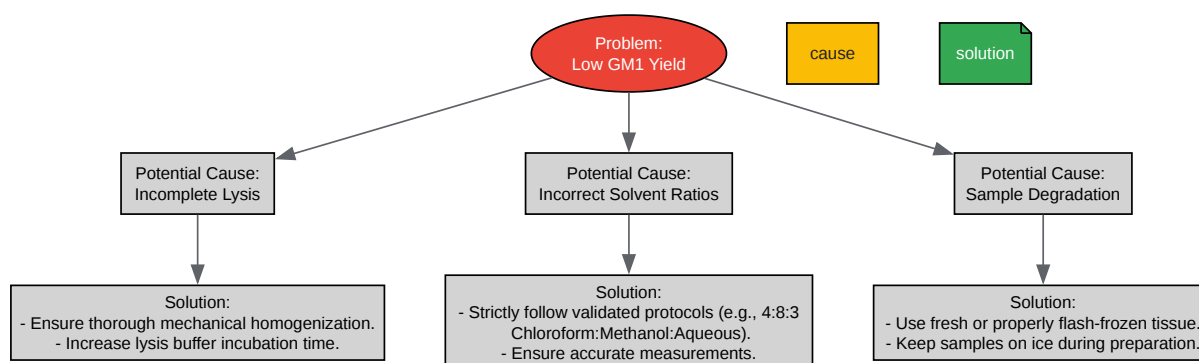 Problem:
Low GM1 Yield
cause
solution
Potential Cause:
Incomplete Lysis
Potential Cause:
Incorrect Solvent Ratios
Potential Cause:
Sample Degradation
Solution:
- Ensure thorough mechanical homogenization.
- Increase lysis buffer incubation time.
Solution:
- Strictly follow validated protocols (e.g., 4:8:3
Chloroform:Methanol:Aqueous).
- Ensure accurate measurements.
Solution:
- Use fresh or properly flash-frozen tissue.
- Keep samples on ice during preparation.